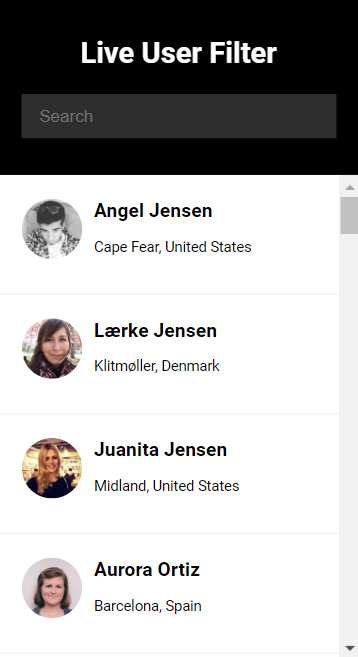 Live User Filter
Search
Angel Jensen
Cape Fear, United States
Lærke Jensen
Klitmøller, Denmark
Juanita Jensen
Midland, United States
Aurora Ortiz
Barcelona, Spain